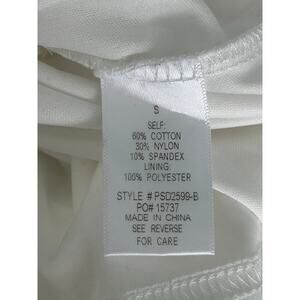 S
SELF:
60% COTTON
30% NYLON
10% SPANDEX
LINING:
100% POLYESTER
STYLE # PSD2599-B
PO# 15737
MADE IN CHINA
SEE REVERSE
FOR CARE